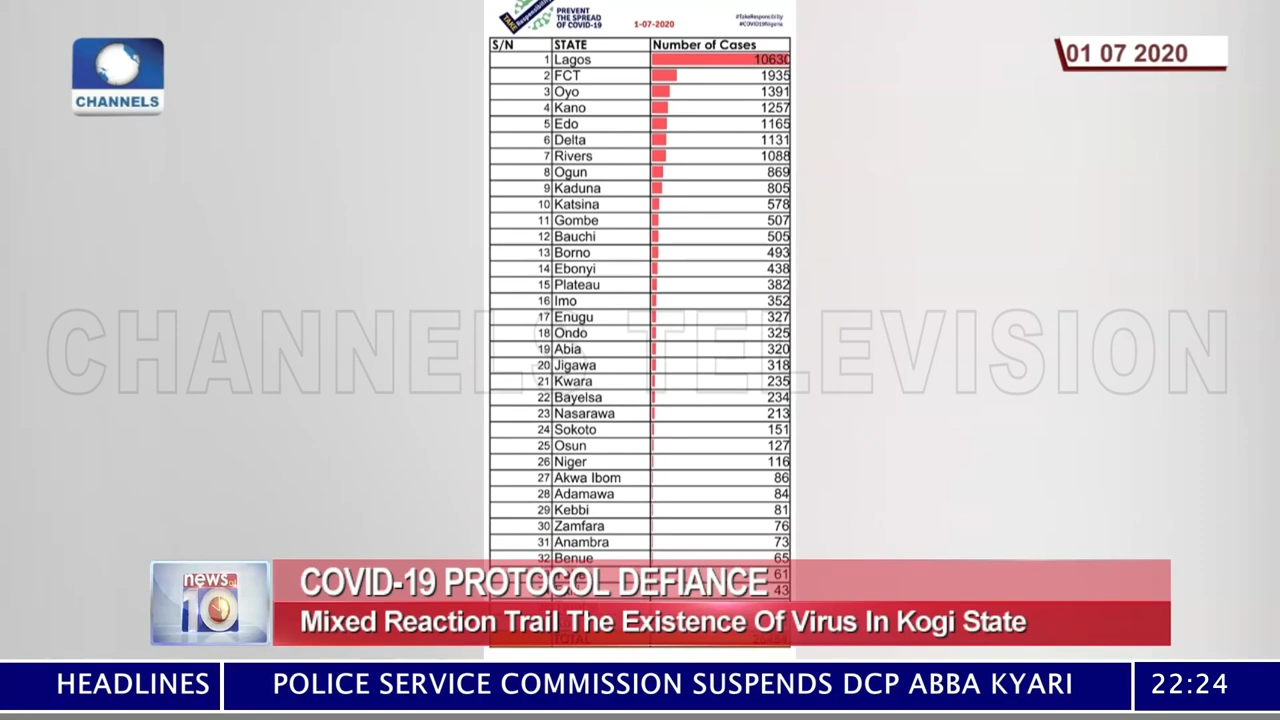 TAKE Responsibility
PREVENT
THE SPREAD
OF COVID-19
1-07-2020
#TakeResponsibility
#COVID19Nigeria
CHANNELS
01 07 2020
S/N STATE Number of Cases
1 Lagos 10630
2 FCT 1935
3 Oyo 1391
4 Kano 1257
5 Edo 1165
6 Delta 1131
7 Rivers 1088
8 Ogun 869
9 Kaduna 805
10 Katsina 578
11 Gombe 507
12 Bauchi 505
13 Borno 493
14 Ebonyi 438
15 Plateau 382
16 Imo 352
17 Enugu 327
18 Ondo 325
19 Abia 320
20 Jigawa 318
21 Kwara 235
22 Bayelsa 234
23 Nasarawa 213
24 Sokoto 151
25 Osun 127
26 Niger 116
27 Akwa Ibom 86
28 Adamawa 84
29 Kebbi 81
30 Zamfara 76
31 Anambra 73
32 Benue 65
61
43
TOTAL
CHANNELS TELEVISION
news at
10
COVID-19 PROTOCOL DEFIANCE
Mixed Reaction Trail The Existence Of Virus In Kogi State
HEADLINES
POLICE SERVICE COMMISSION SUSPENDS DCP ABBA KYARI
22:24